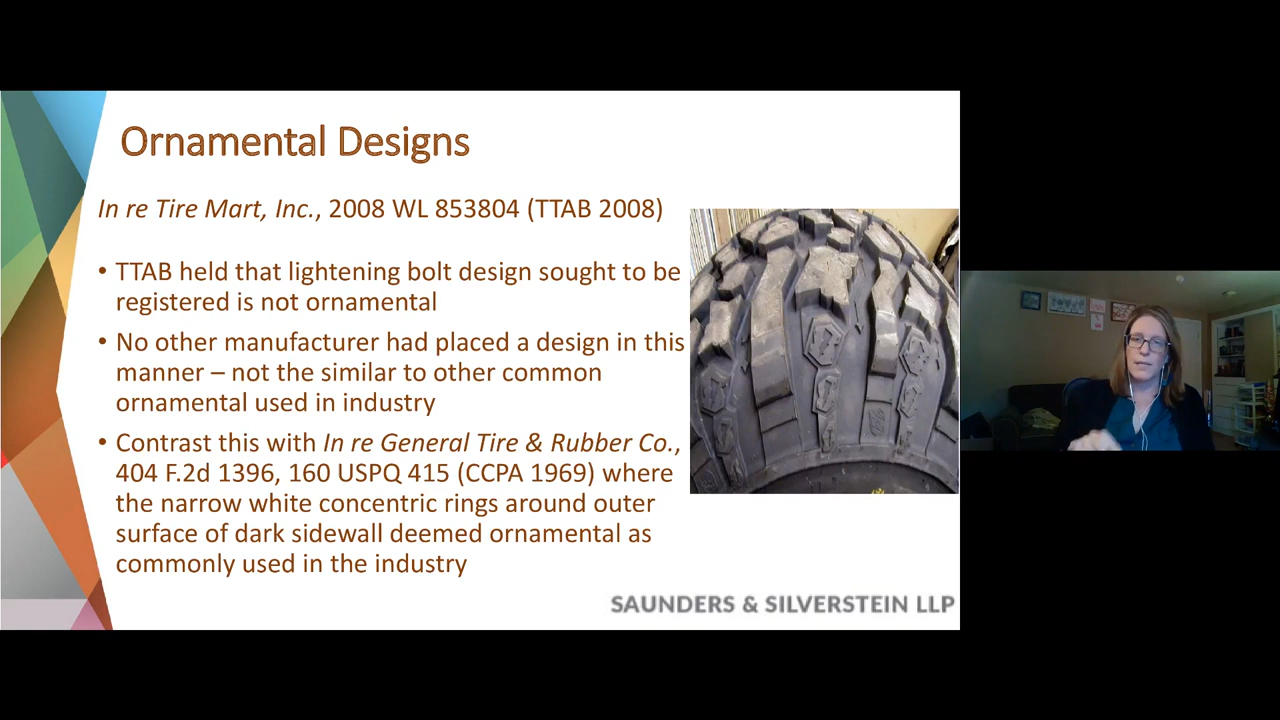 Ornamental Designs
In re Tire Mart, Inc., 2008 WL 853804 (TTAB 2008)
• TTAB held that lightening bolt design sought to be
registered is not ornamental
• No other manufacturer had placed a design in this
manner – not the similar to other common
ornamental used in industry
• Contrast this with In re General Tire & Rubber Co.,
404 F.2d 1396, 160 USPQ 415 (CCPA 1969) where
the narrow white concentric rings around outer
surface of dark sidewall deemed ornamental as
commonly used in the industry
SAUNDERS & SILVERSTEIN LLP